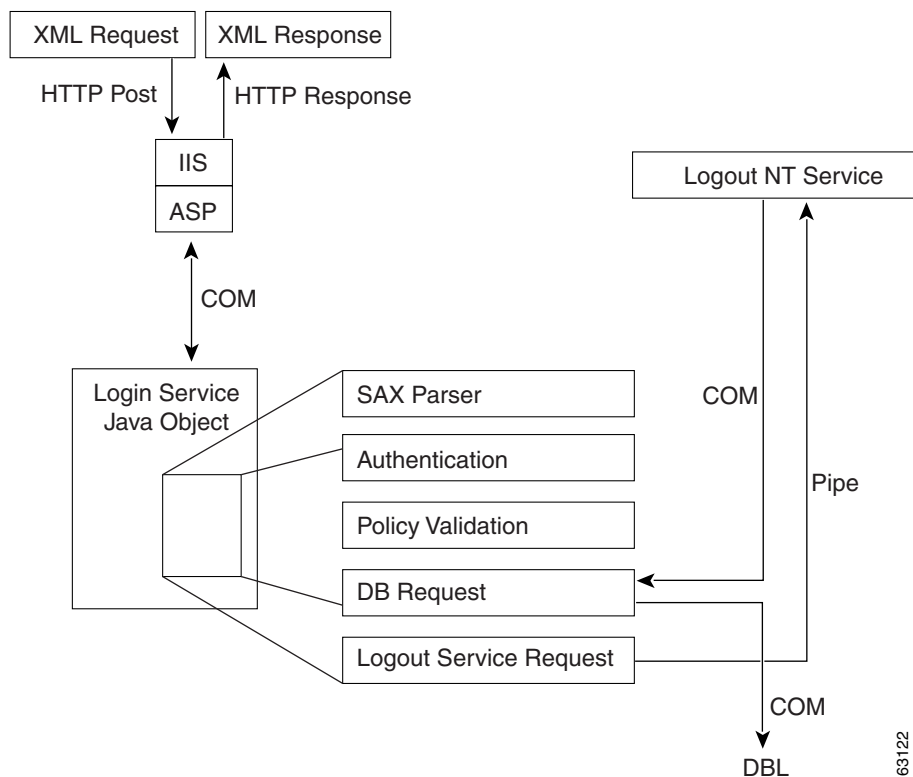 XML Request
XML Response
HTTP Post
HTTP Response
IIS
ASP
Logout NT Service
COM
Login Service
Java Object
SAX Parser
Authentication
Policy Validation
DB Request
Logout Service Request
COM
Pipe
COM
DBL
63122